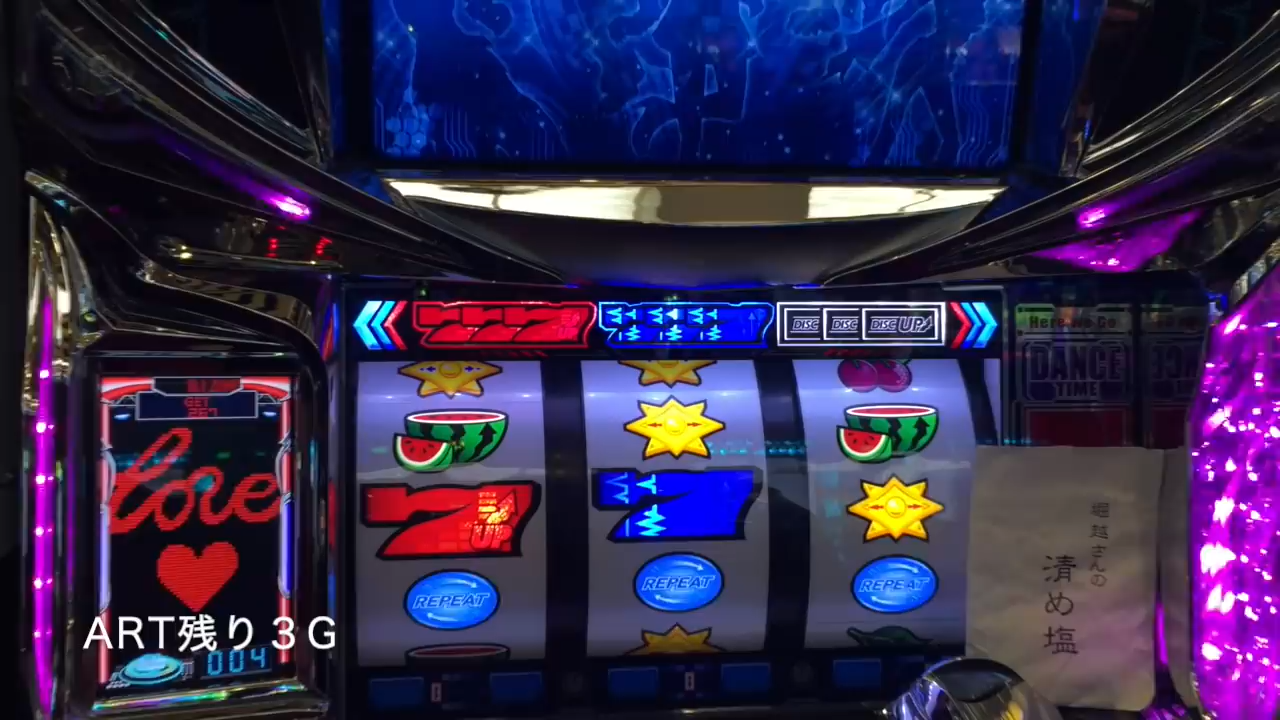 DISC DISC DISC UP
Here We Go
DANCE
TIME
GET
love
UP
REPEAT
REPEAT
REPEAT
堀越さんの
清め塩
ART残り3G
004